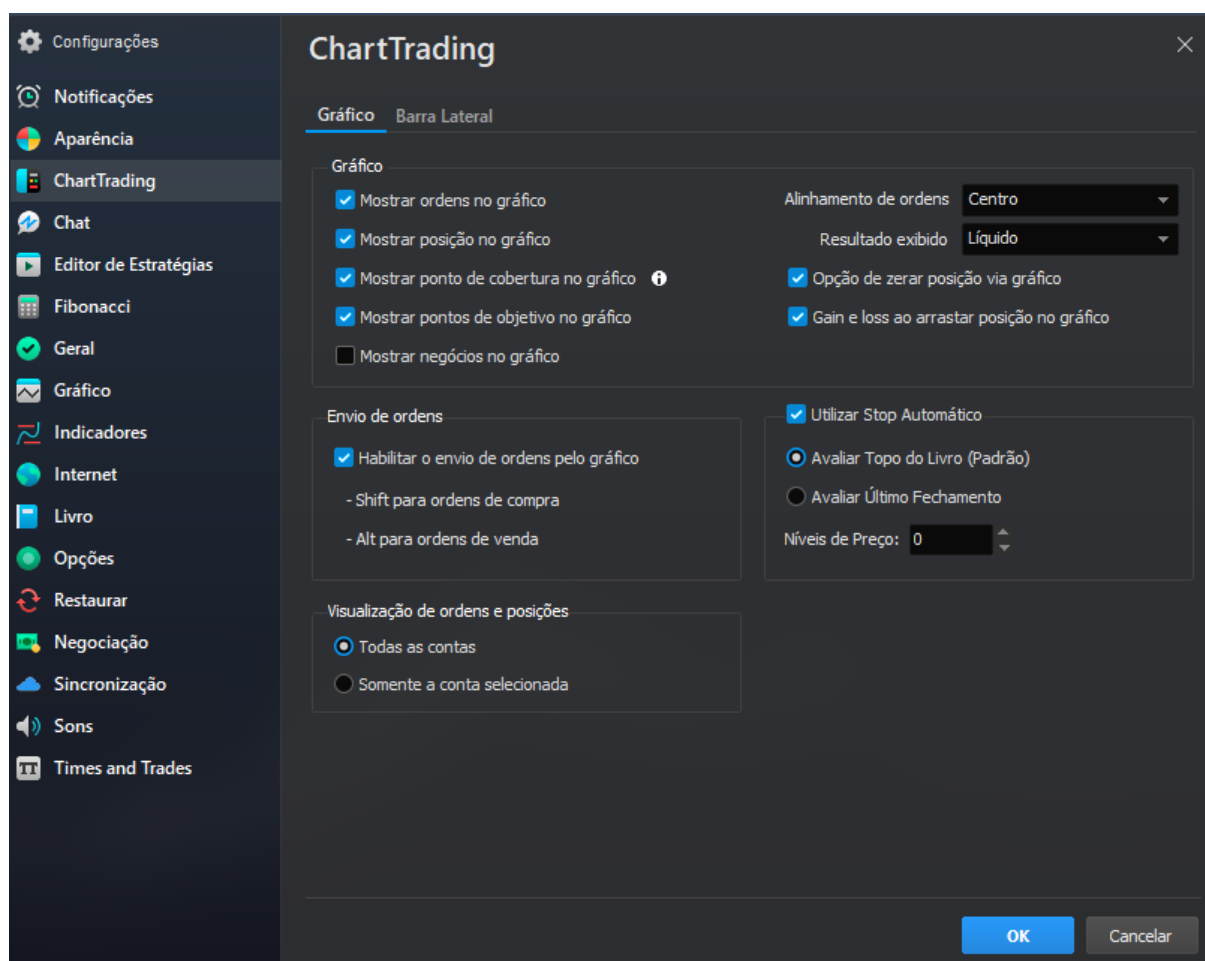 Configurações
Notificações
Aparência
ChartTrading
Chat
Editor de Estratégias
Fibonacci
Geral
Gráfico
Indicadores
Internet
Livro
Opções
Restaurar
Negociação
Sincronização
Sons
Times and Trades
ChartTrading
Gráfico Barra Lateral
Gráfico
Mostrar ordens no gráfico
Mostrar posição no gráfico
Mostrar ponto de cobertura no gráfico
Mostrar pontos de objetivo no gráfico
Mostrar negócios no gráfico
Alinhamento de ordens Centro
Resultado exibido Líquido
Opção de zerar posição via gráfico
Gain e loss ao arrastar posição no gráfico
Envio de ordens
Habilitar o envio de ordens pelo gráfico
- Shift para ordens de compra
- Alt para ordens de venda
Utilizar Stop Automático
Avaliar Topo do Livro (Padrão)
Avaliar Último Fechamento
Níveis de Preço: 0
Visualização de ordens e posições
Todas as contas
Somente a conta selecionada
OK Cancelar